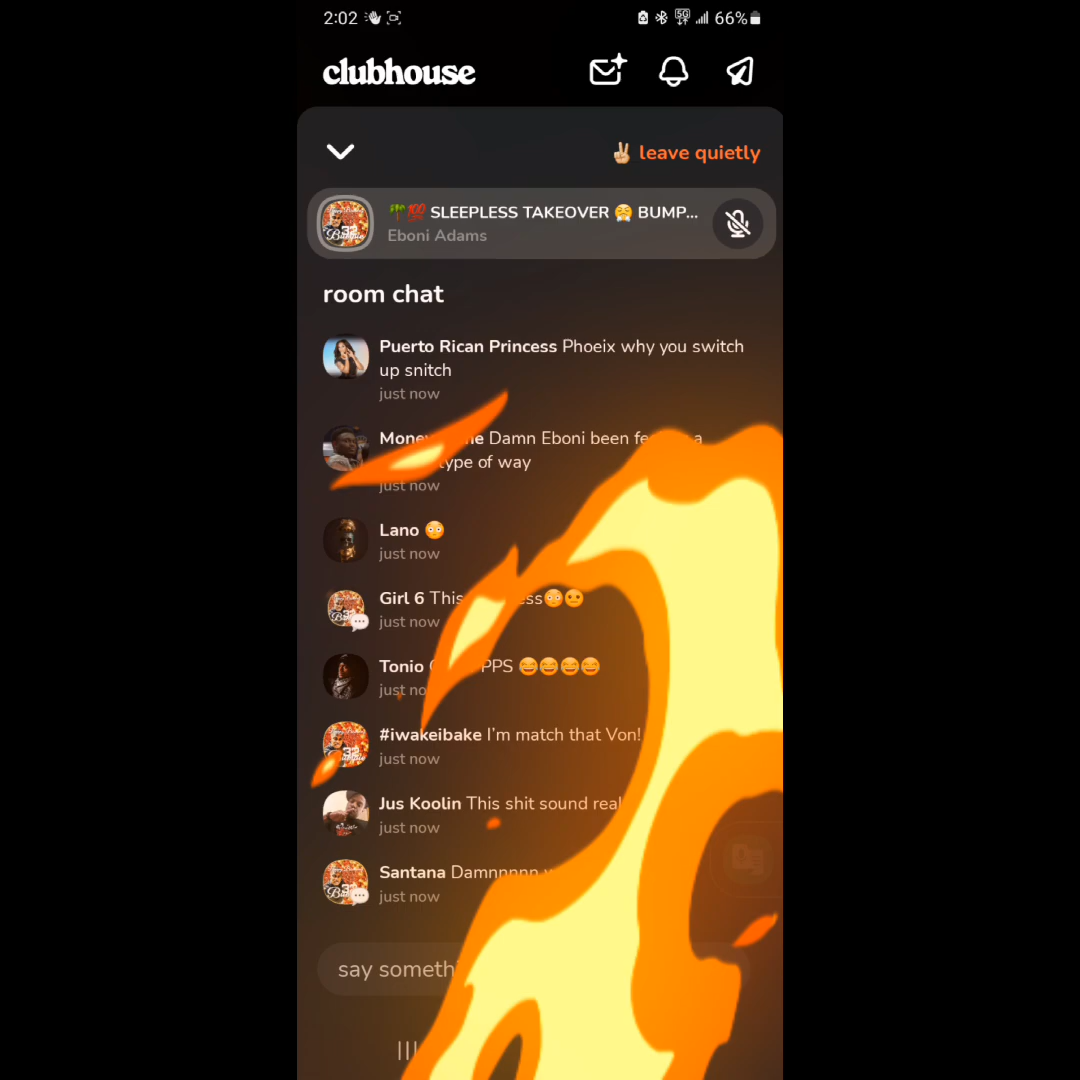 2:02 5G 66%
clubhouse
✌🏼 leave quietly
🌴💯 SLEEPLESS TAKEOVER 😤 BUMP...
Eboni Adams
room chat
Puerto Rican Princess Phoeix why you switch
up snitch
just now
Damn Eboni been
type of way
just now
Lano 😳
just now
Girl 6 This 😳🫨
just now
Tonio 😂😂😂😂
just now
#iwakeibake I'm match that Von!
just now
Jus Koolin This shit sound real
just now
Santana Damnnnnn
just now
say